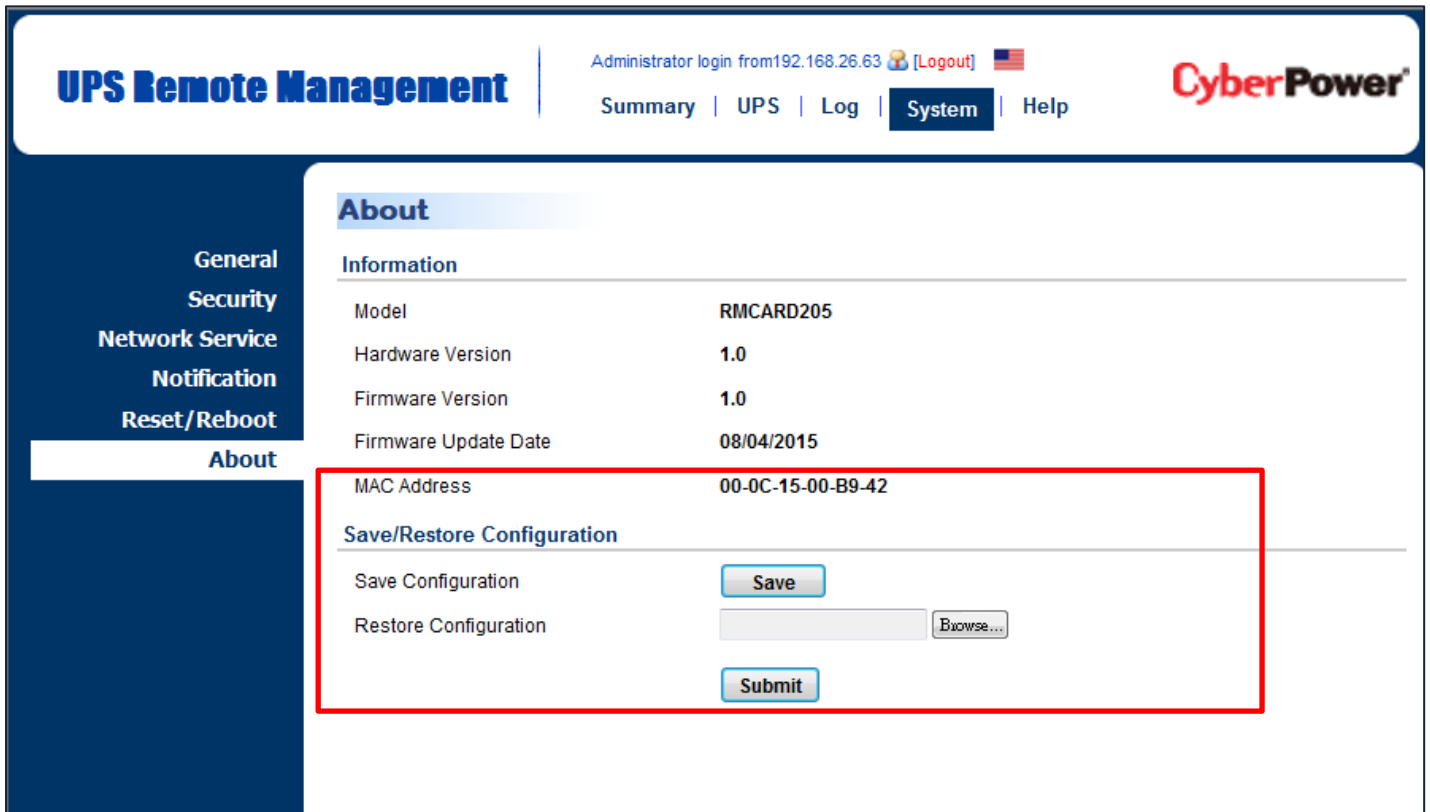 UPS Remote Management
Administrator login from192.168.26.63 [Logout]
Summary | UPS | Log | System | Help
CyberPower
General
Security
Network Service
Notification
Reset/Reboot
About
About
Information
Model RMCARD205
Hardware Version 1.0
Firmware Version 1.0
Firmware Update Date 08/04/2015
MAC Address 00-0C-15-00-B9-42
Save/Restore Configuration
Save Configuration Save
Restore Configuration Browse...
Submit